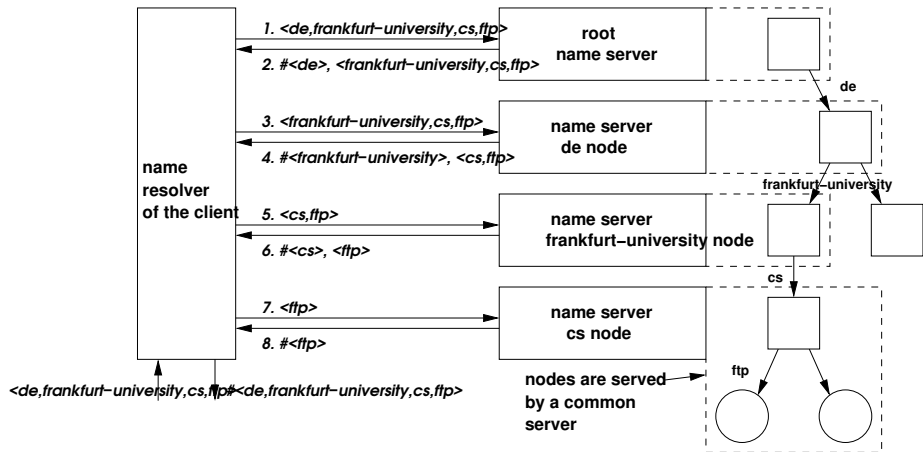 1. <de,frankfurt–university,cs,ftp>
2. #<de>, <frankfurt–university,cs,ftp>
root
name server
de
3. <frankfurt–university,cs,ftp>
4. #<frankfurt–university>, <cs,ftp>
name server
de node
name
resolver
of the client
frankfurt–university
5. <cs,ftp>
6. #<cs>, <ftp>
name server
frankfurt–university node
cs
7. <ftp>
8. #<ftp>
name server
cs node
<de,frankfurt–university,cs,ftp>
#<de,frankfurt–university,cs,ftp>
nodes are served
by a common
server
ftp